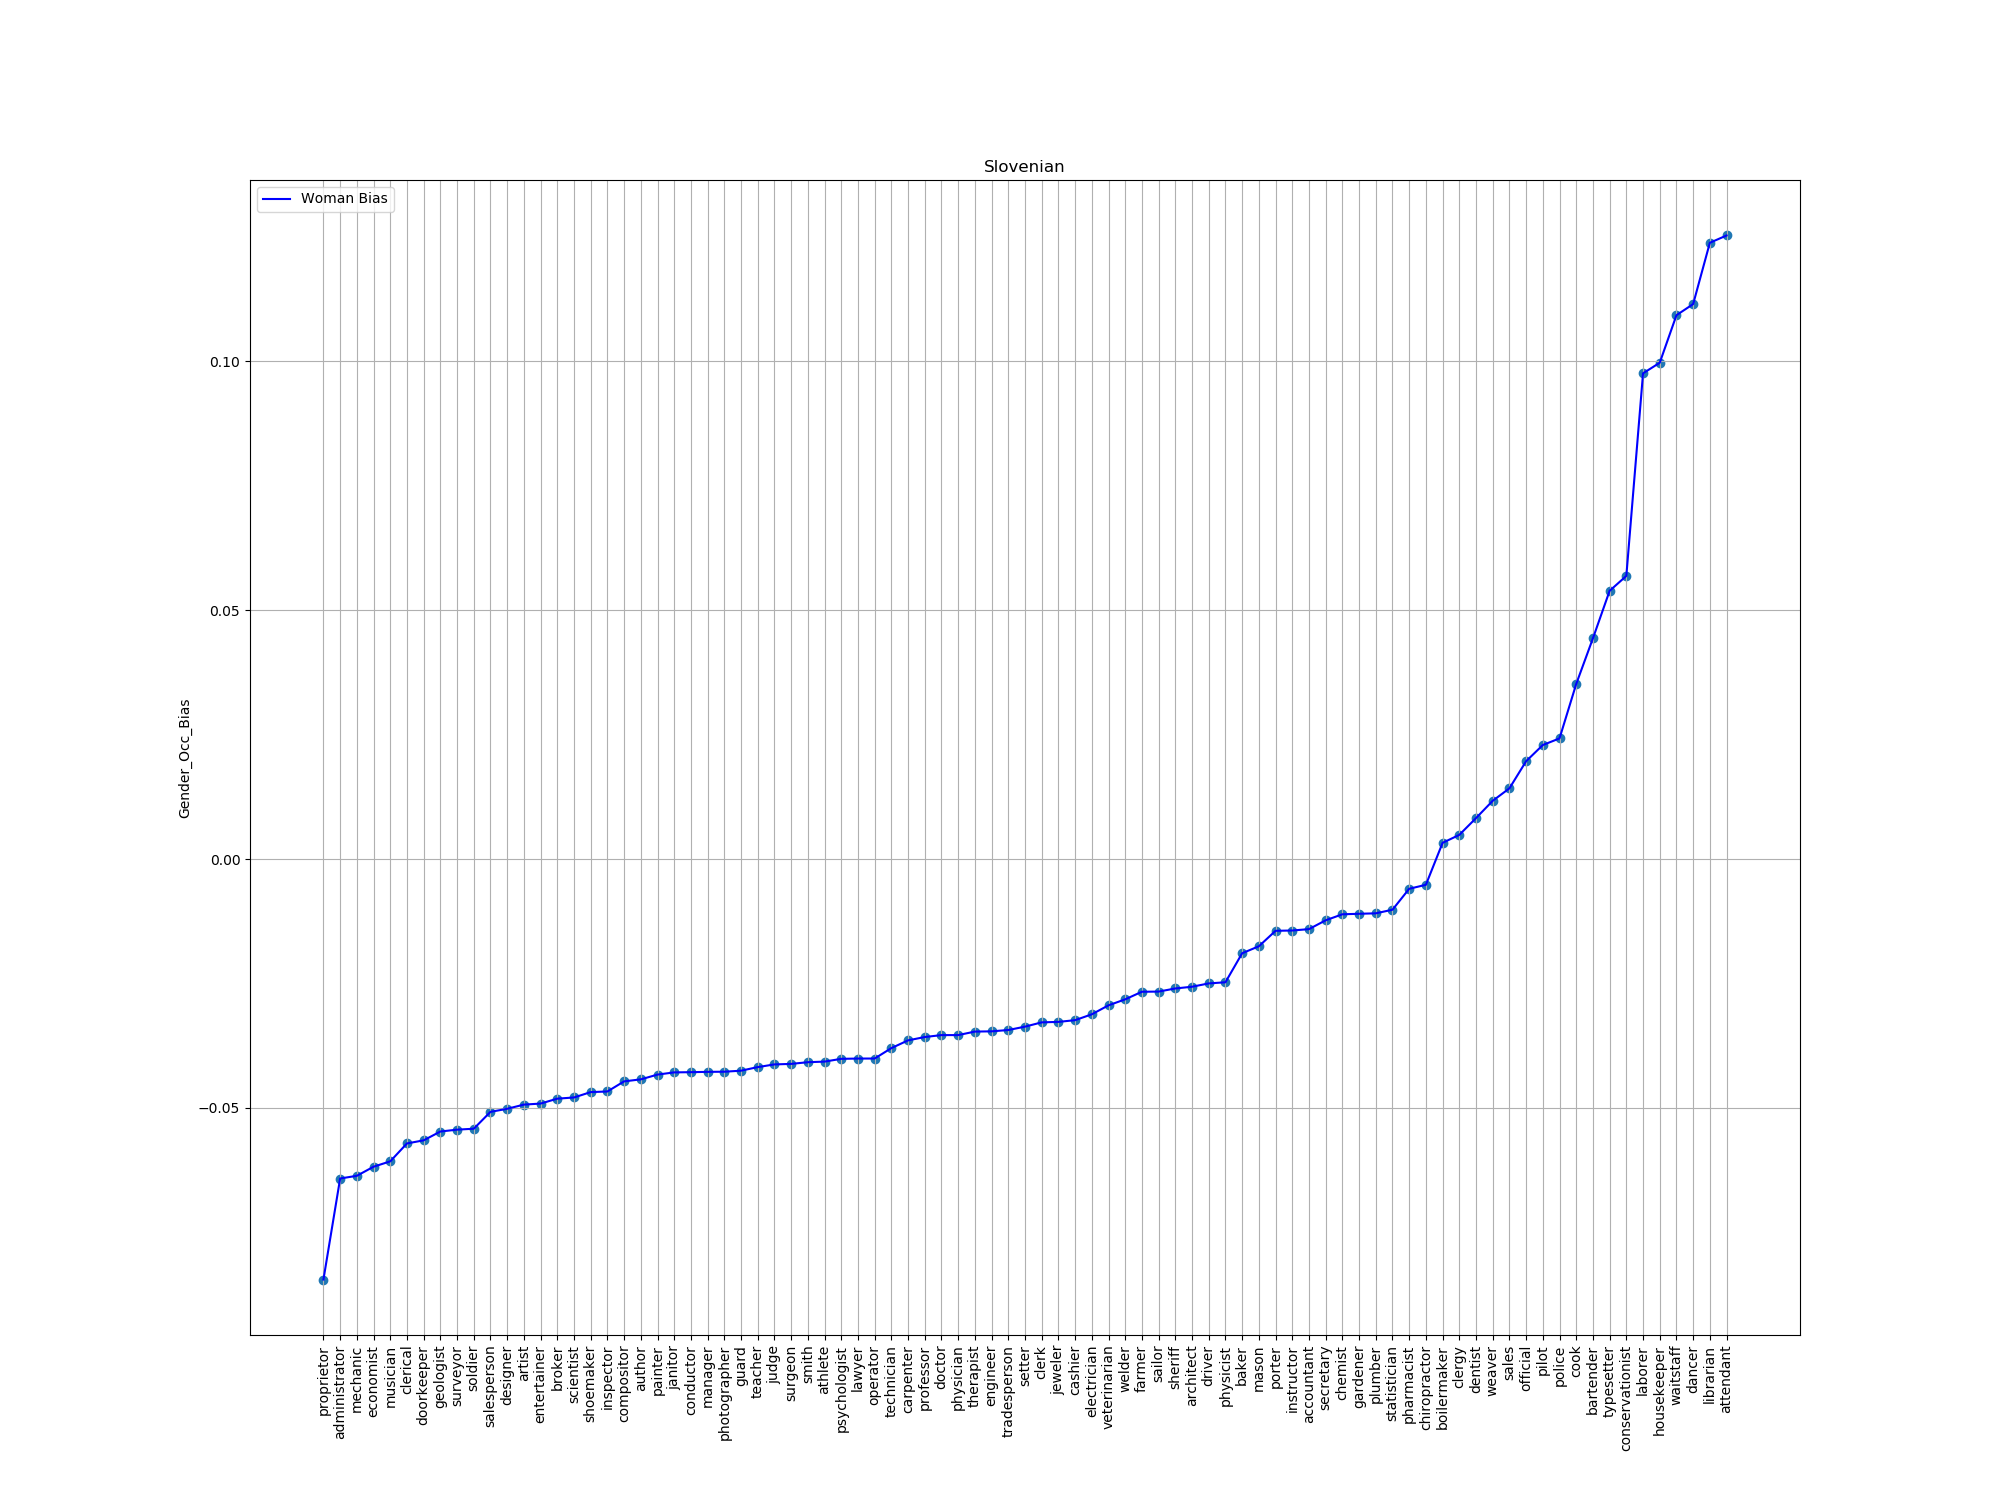 Slovenian
Woman Bias
0.10
0.05
0.00
−0.05
Gender_Occ_Bias
proprietor
administrator
mechanic
economist
musician
clerical
doorkeeper
geologist
surveyor
soldier
salesperson
designer
artist
entertainer
broker
scientist
shoemaker
inspector
compositor
author
painter
janitor
conductor
manager
photographer
guard
teacher
judge
surgeon
smith
athlete
psychologist
lawyer
operator
technician
carpenter
professor
doctor
physician
therapist
engineer
tradesperson
setter
clerk
jeweler
cashier
electrician
veterinarian
welder
farmer
sailor
sheriff
architect
driver
physicist
baker
mason
porter
instructor
accountant
secretary
chemist
gardener
plumber
statistician
pharmacist
chiropractor
boilermaker
clergy
dentist
weaver
sales
official
pilot
police
cook
bartender
typesetter
conservationist
laborer
housekeeper
waitstaff
dancer
librarian
attendant